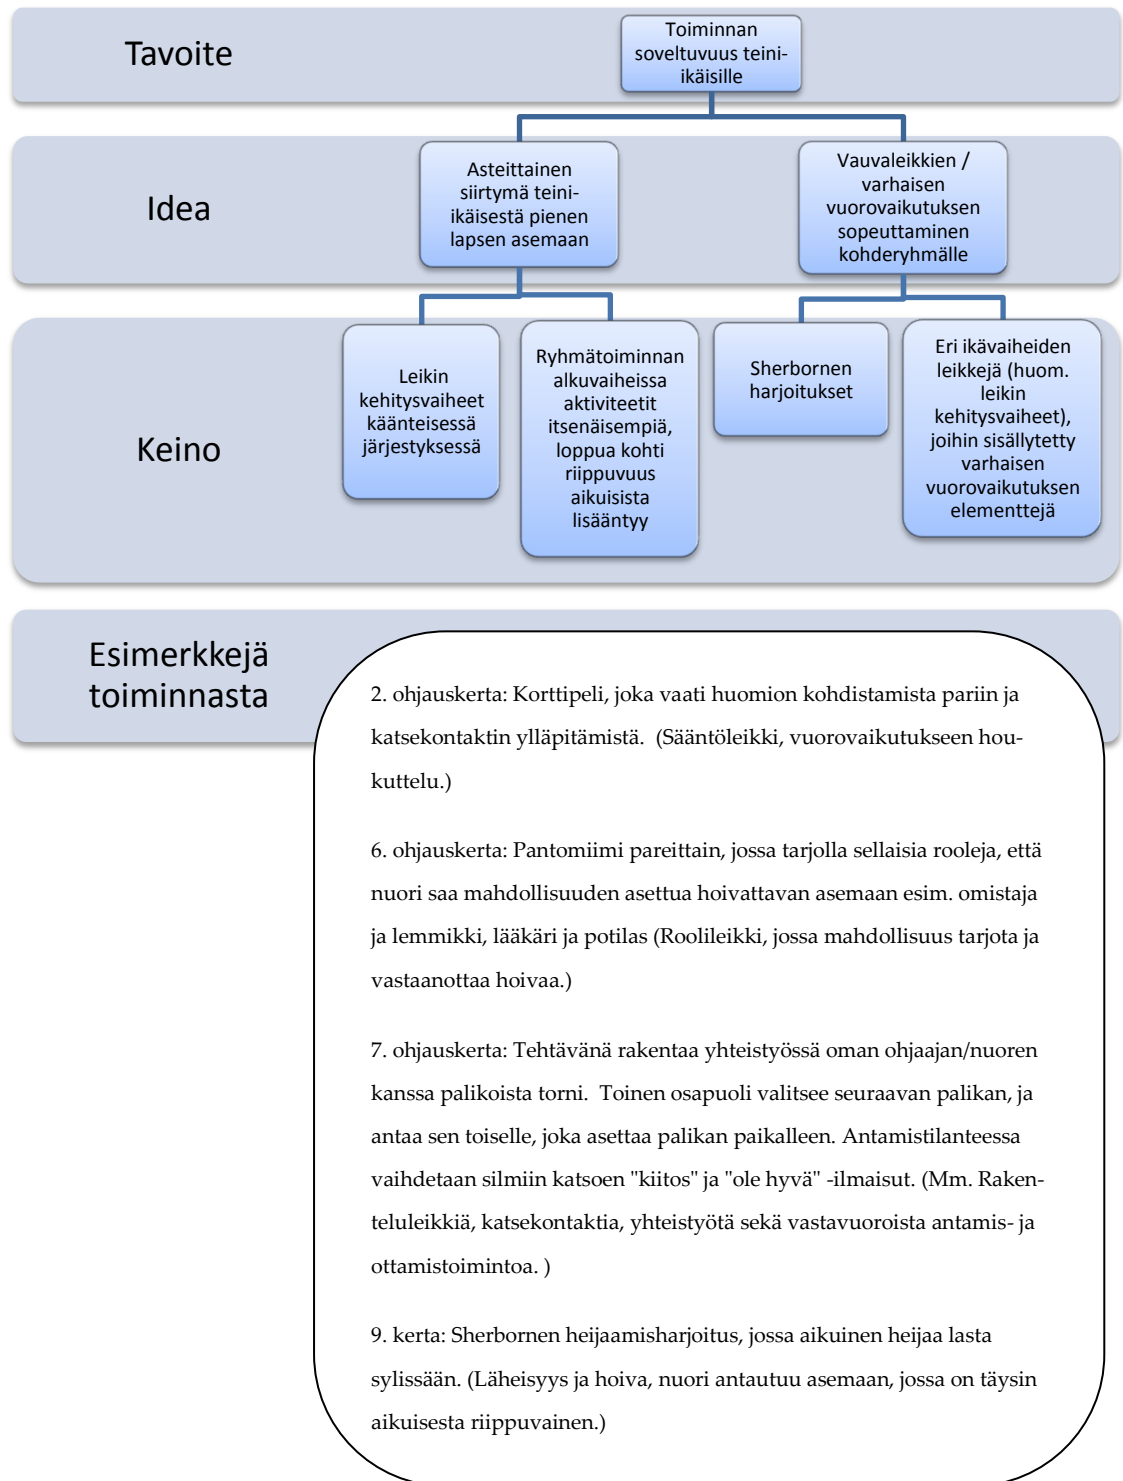 Tavoite
Toiminnan
soveltuvuus teini-
ikäisille
Idea
Asteittainen
siirtymä teini-
ikäisestä pienen
lapsen asemaan
Vauvaleikkien /
varhaisen
vuorovaikutuksen
sopeuttaminen
kohderyhmälle
Keino
Leikin
kehitysvaiheet
käänteisessä
järjestyksessä
Ryhmätoiminnan
alkuvaiheissa
aktiviteetit
itsenäisempiä,
loppua kohti
riippuvuus
aikuisista
lisääntyy
Sherbornen
harjoitukset
Eri ikävaiheiden
leikkejä (huom.
leikin
kehitysvaiheet),
joihin sisällytetty
varhaisen
vuorovaikutuksen
elementtejä
Esimerkkejä
toiminnasta
2. ohjauskerta: Korttipeli, joka vaati huomion kohdistamista pariin ja
katsekontaktin ylläpitämistä.  (Sääntöleikki, vuorovaikutukseen hou-
kuttelu.)
6. ohjauskerta: Pantomiimi pareittain, jossa tarjolla sellaisia rooleja, että
nuori saa mahdollisuuden asettua hoivattavan asemaan esim. omistaja
ja lemmikki, lääkäri ja potilas (Roolileikki, jossa mahdollisuus tarjota ja
vastaanottaa hoivaa.)
7. ohjauskerta: Tehtävänä rakentaa yhteistyössä oman ohjaajan/nuoren
kanssa palikoista torni.  Toinen osapuoli valitsee seuraavan palikan, ja
antaa sen toiselle, joka asettaa palikan paikalleen. Antamistilanteessa
vaihdetaan silmiin katsoen "kiitos" ja "ole hyvä" -ilmaisut. (Mm. Raken-
teluleikkiä, katsekontaktia, yhteistyötä sekä vastavuoroista antamis- ja
ottamistoimintoa. )
9. kerta: Sherbornen heijaamisharjoitus, jossa aikuinen heijaa lasta
sylissään. (Läheisyys ja hoiva, nuori antautuu asemaan, jossa on täysin
aikuisesta riippuvainen.)